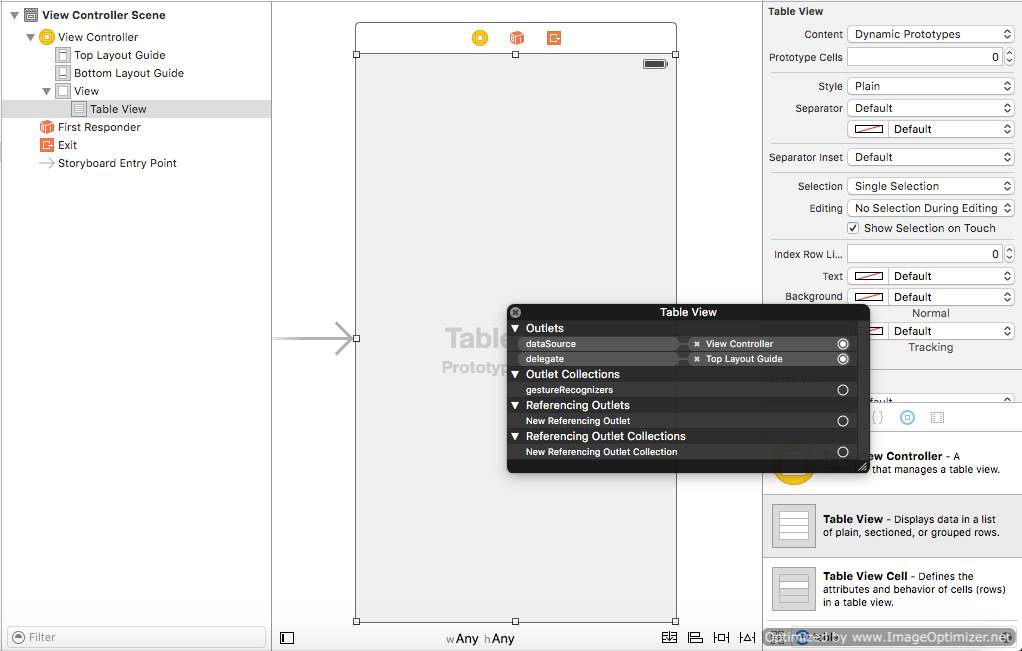 View Controller Scene
View Controller
Top Layout Guide
Bottom Layout Guide
View
Table View
First Responder
Exit
Storyboard Entry Point
Filter
Table
Prototyp
wAny hAny
Table View
Outlets
dataSource
View Controller
delegate
Top Layout Guide
Outlet Collections
gestureRecognizers
Referencing Outlets
New Referencing Outlet
Referencing Outlet Collections
New Referencing Outlet Collection
Table View
Content Dynamic Prototypes
Prototype Cells 0
Style Plain
Separator Default
Default
Separator Inset Default
Selection Single Selection
Editing No Selection During Editing
Show Selection on Touch
Index Row Li... 0
Text Default
Background Default
Normal
Default
Tracking
{ }
ew Controller - A
that manages a table view.
Table View - Displays data in a list
of plain, sectioned, or grouped rows.
Table View Cell - Defines the
attributes and behavior of cells (rows)
in a table view.
Optimized by www.ImageOptimizer.net